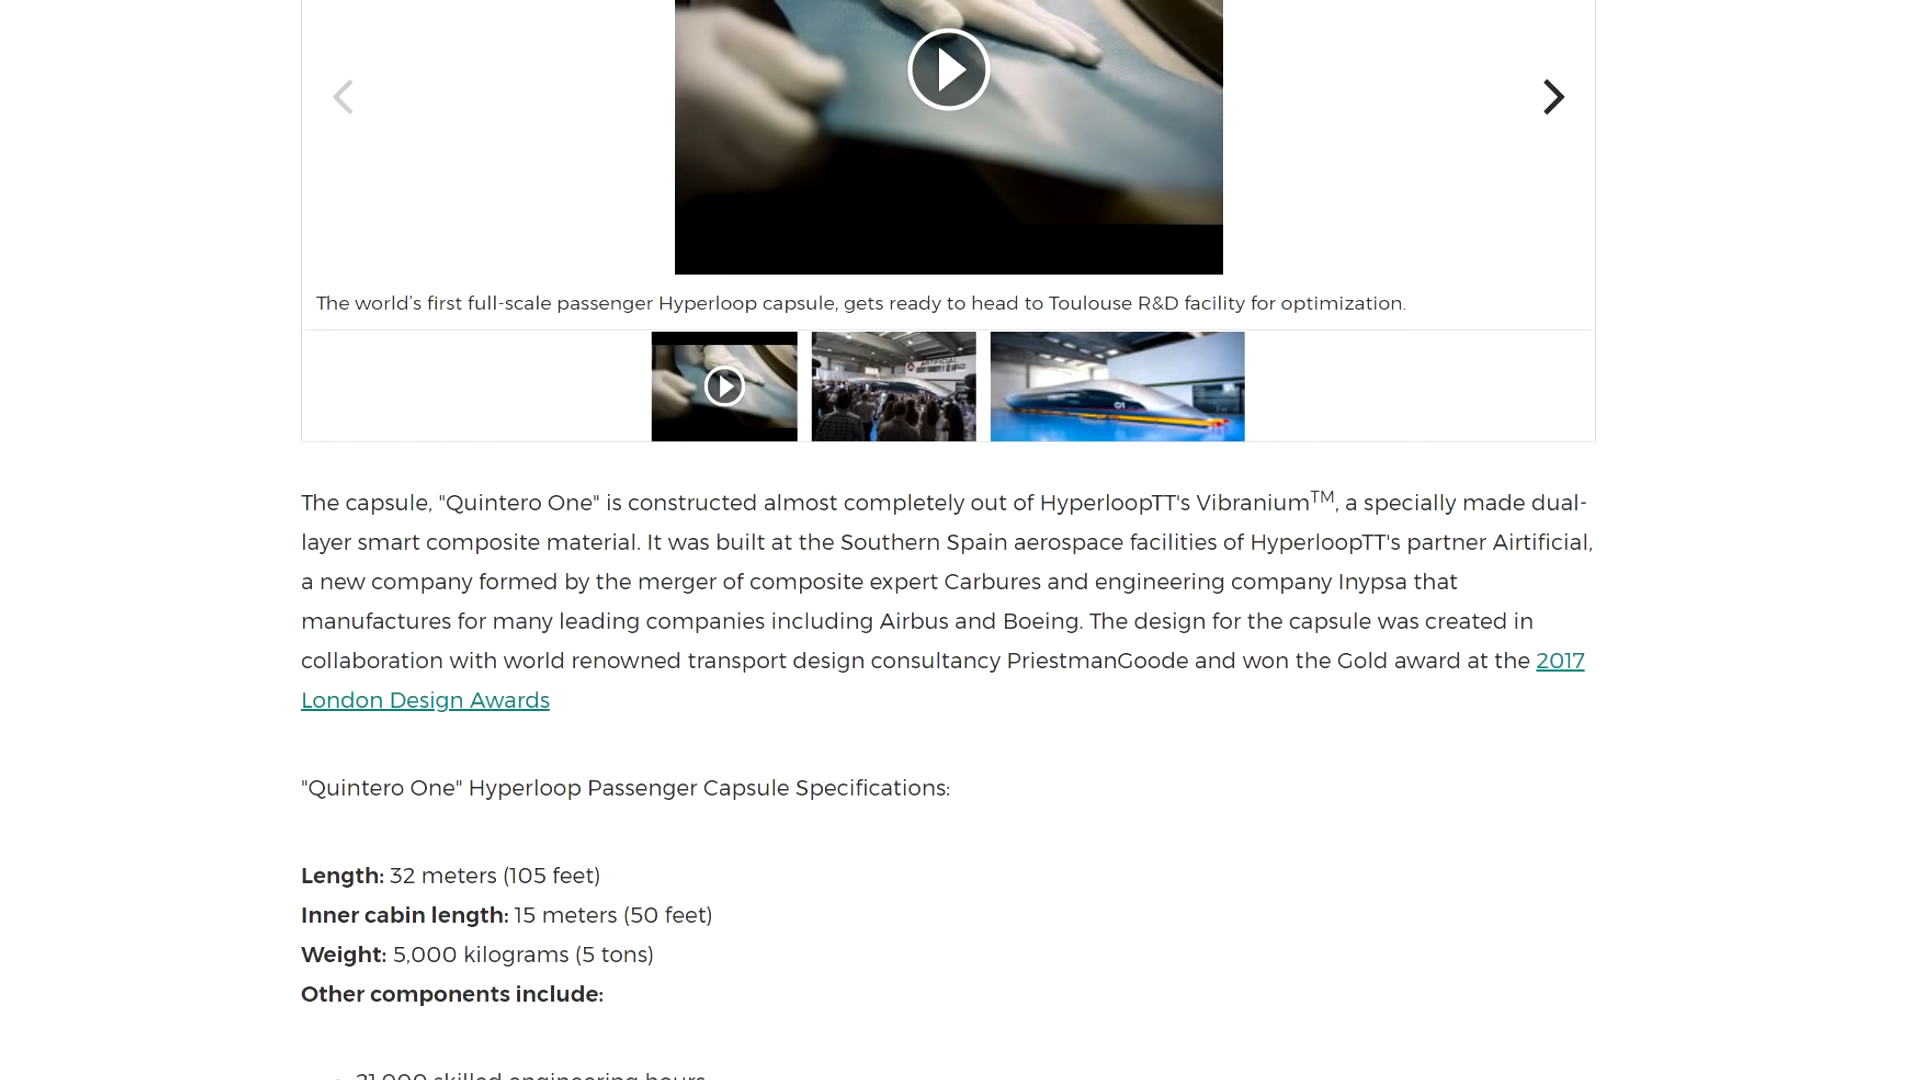 The world's first full-scale passenger Hyperloop capsule, gets ready to head to Toulouse R&D facility for optimization.
The capsule, "Quintero One" is constructed almost completely out of HyperloopTT's Vibranium™, a specially made dual-
layer smart composite material. It was built at the Southern Spain aerospace facilities of HyperloopTT's partner Airtificial,
a new company formed by the merger of composite expert Carbures and engineering company Inypsa that
manufactures for many leading companies including Airbus and Boeing. The design for the capsule was created in
collaboration with world renowned transport design consultancy PriestmanGoode and won the Gold award at the 2017
London Design Awards
"Quintero One" Hyperloop Passenger Capsule Specifications:
Length: 32 meters (105 feet)
Inner cabin length: 15 meters (50 feet)
Weight: 5,000 kilograms (5 tons)
Other components include:
21,000 skilled engineering hours